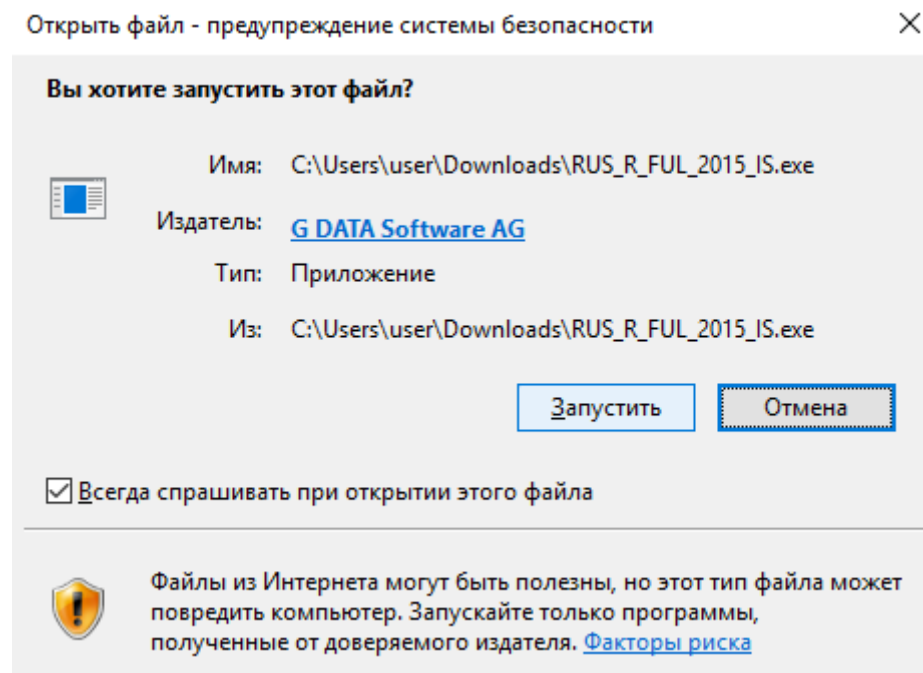 Открыть файл - предупреждение системы безопасности
Вы хотите запустить этот файл?
Имя: C:\Users\user\Downloads\RUS_R_FUL_2015_IS.exe
Издатель: G DATA Software AG
Тип: Приложение
Из: C:\Users\user\Downloads\RUS_R_FUL_2015_IS.exe
Запустить Отмена
Всегда спрашивать при открытии этого файла
Файлы из Интернета могут быть полезны, но этот тип файла может
повредить компьютер. Запускайте только программы,
полученные от доверяемого издателя. Факторы риска